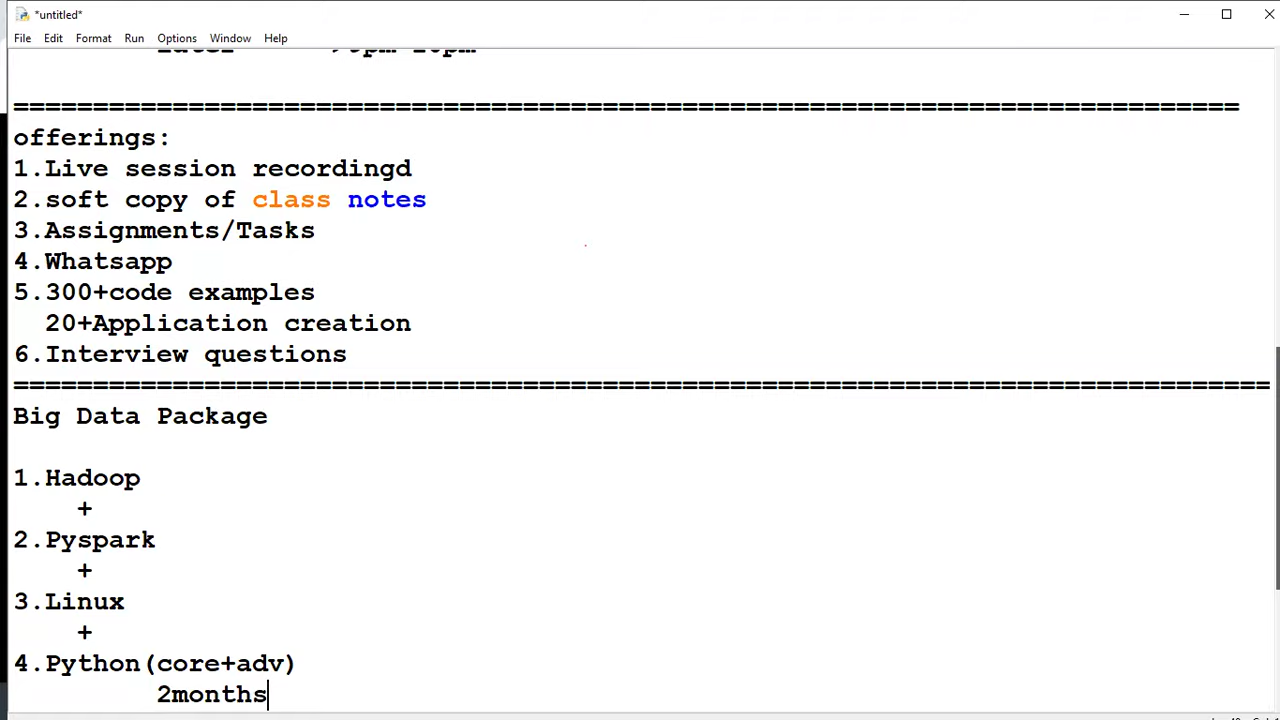 *untitled*
File Edit Format Run Options Window Help
================================================================================
offerings:
1.Live session recordingd
2.soft copy of class notes
3.Assignments/Tasks
4.Whatsapp
5.300+code examples
20+Application creation
6.Interview questions
================================================================================
Big Data Package
1.Hadoop
+
2.Pyspark
+
3.Linux
+
4.Python(core+adv)
2months